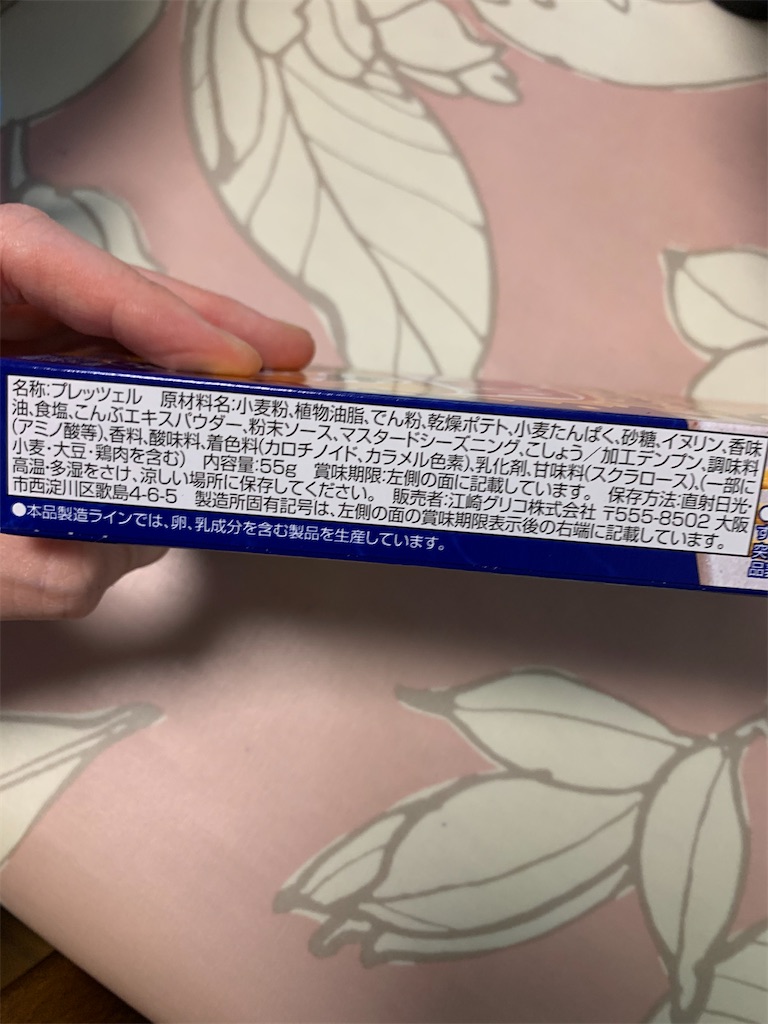 名称:プレッツェル 原材料名:小麦粉、植物油脂、でん粉、乾燥ポテト、小麦たんぱく、砂糖、イヌリン、香味
油、食塩、こんぶエキスパウダー、粉末ソース、マスタードシーズニング、こしょう/加工デンプン、調味料
(アミノ酸等)、香料、酸味料、着色料(カロチノイド、カラメル色素)、乳化剤、甘味料(スクラロース)、(一部に
小麦・大豆・鶏肉を含む) 内容量:55g 賞味期限:左側の面に記載しています。 保存方法:直射日光・
高温・多湿をさけ、涼しい場所に保存してください。 販売者:江崎グリコ株式会社 〒555-8502 大阪
市西淀川区歌島4-6-5 製造所固有記号は、左側の面の賞味期限表示後の右端に記載しています。
●本品製造ラインでは、卵、乳成分を含む製品を生産しています。